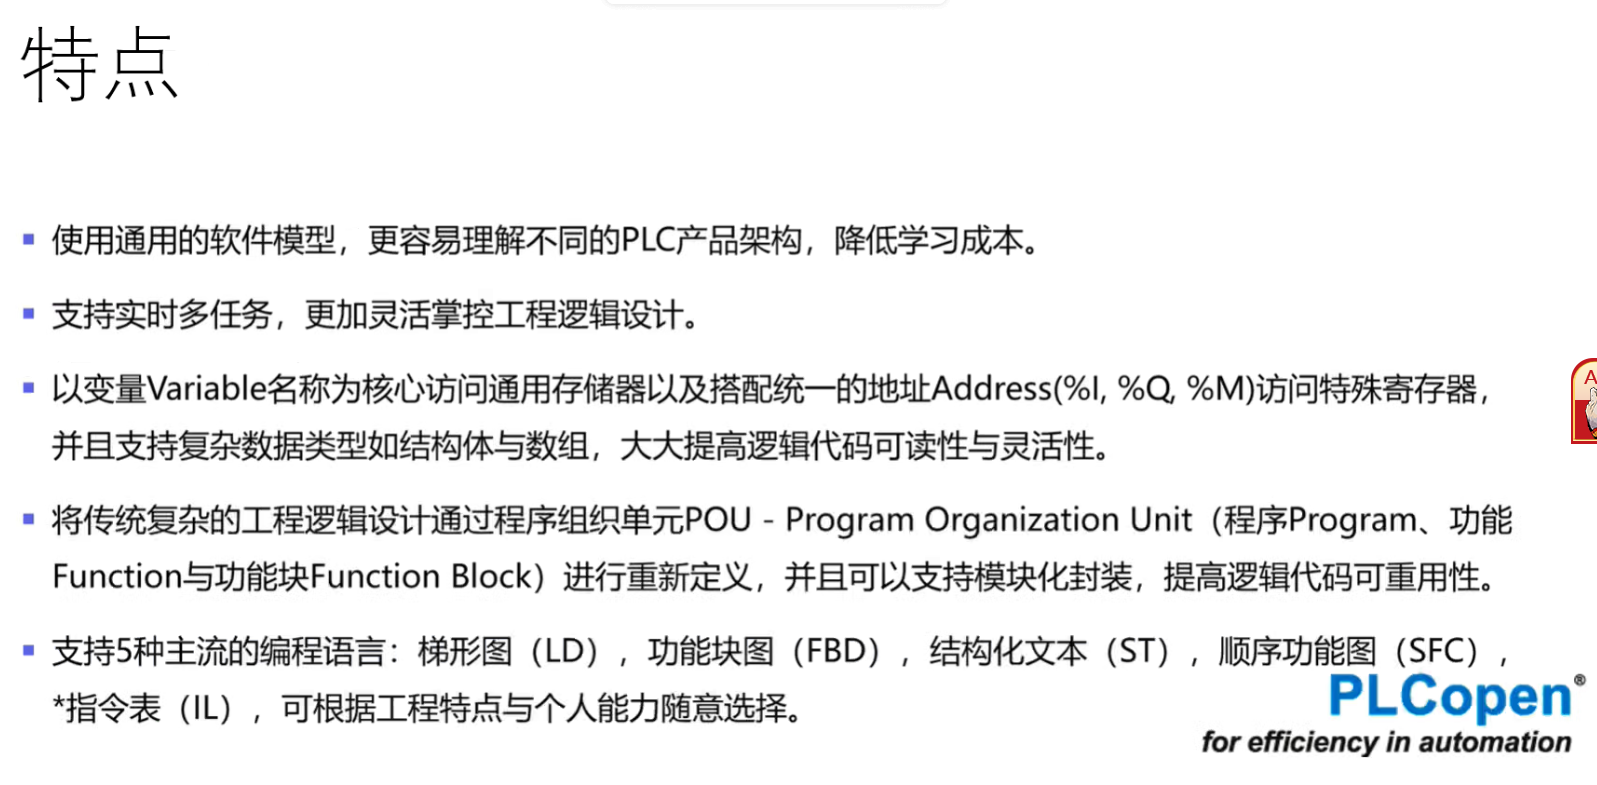 特点
使用通用的软件模型，更容易理解不同的PLC产品架构，降低学习成本。
支持实时多任务，更加灵活掌控工程逻辑设计。
以变量Variable名称为核心访问通用存储器以及搭配统一的地址Address(%I, %Q, %M)访问特殊寄存器，
并且支持复杂数据类型如结构体与数组，大大提高逻辑代码可读性与灵活性。
将传统复杂的工程逻辑设计通过程序组织单元POU - Program Organization Unit（程序Program、功能
Function与功能块Function Block）进行重新定义，并且可以支持模块化封装，提高逻辑代码可重用性。
支持5种主流的编程语言：梯形图（LD），功能块图（FBD），结构化文本（ST），顺序功能图（SFC），
*指令表（IL），可根据工程特点与个人能力随意选择。
PLCopen®
for efficiency in automation
A